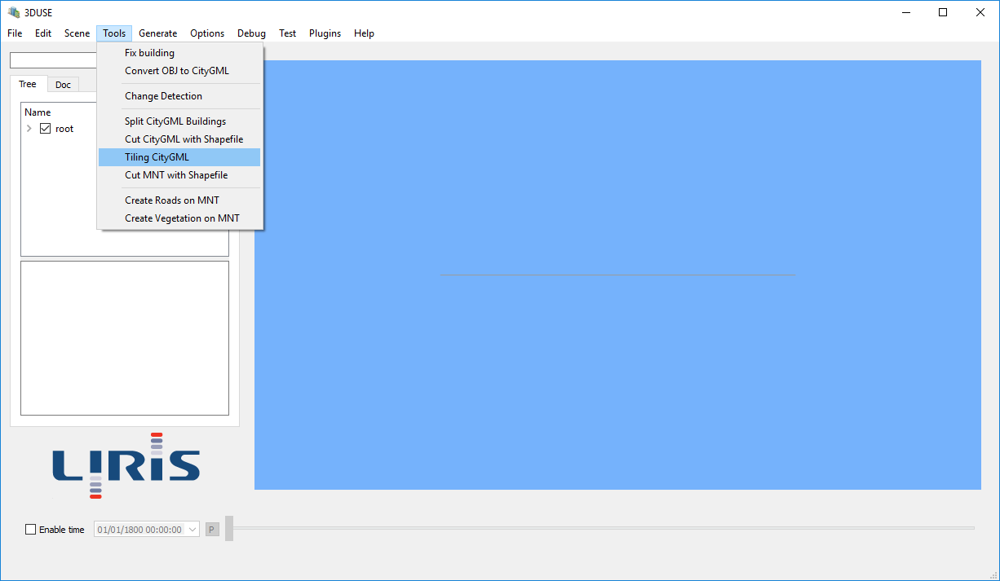 3DUSE
File Edit Scene Tools Generate Options Debug Test Plugins Help
Fix building
Convert OBJ to CityGML
Change Detection
Split CityGML Buildings
Cut CityGML with Shapefile
Tiling CityGML
Cut MNT with Shapefile
Create Roads on MNT
Create Vegetation on MNT
Tree Doc
Name
root
LIRIS
Enable time 01/01/1800 00:00:00 P